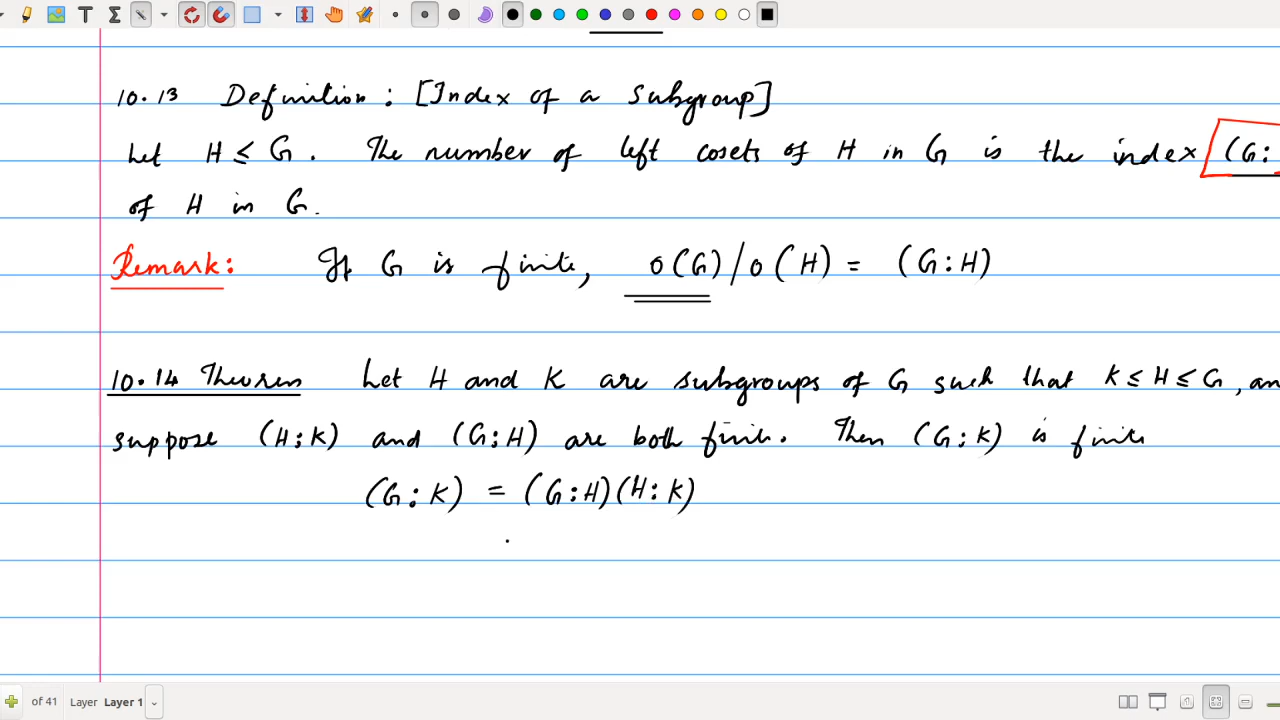 10.13 Definition: [Index of a Subgroup]
Let H ≤ G. The number of left cosets of H in G is the index (G:
of H in G.
Remark: If G is finite, o(G)/o(H) = (G:H)
10.14 Theorem Let H and K are subgroups of G such that K ≤ H ≤ G, an
suppose (H:K) and (G:H) are both finite. Then (G:K) is finite
(G:K) = (G:H)(H:K)
of 41 Layer Layer 1